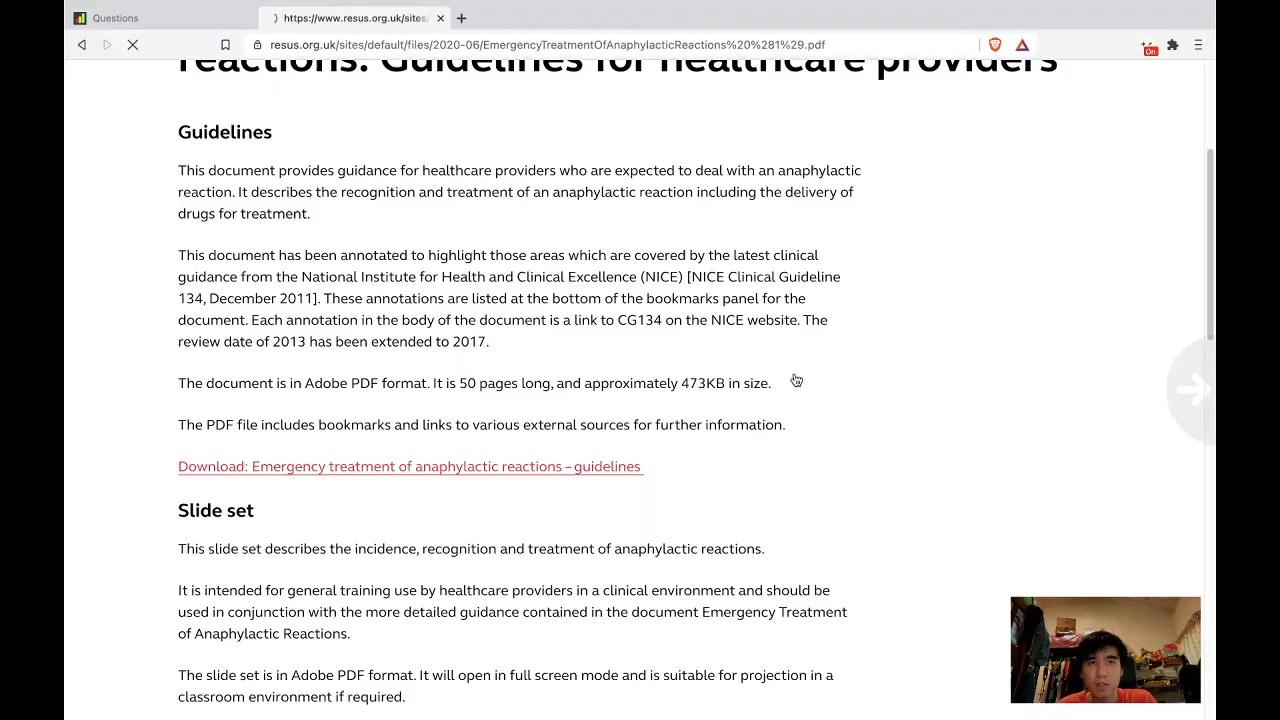 Questions
https://www.resus.org.uk/sites/
resus.org.uk/sites/default/files/2020-06/EmergencyTreatmentOfAnaphylacticReactions%20%281%29.pdf
On
reactions: Guidelines for healthcare providers
Guidelines
This document provides guidance for healthcare providers who are expected to deal with an anaphylactic
reaction. It describes the recognition and treatment of an anaphylactic reaction including the delivery of
drugs for treatment.
This document has been annotated to highlight those areas which are covered by the latest clinical
guidance from the National Institute for Health and Clinical Excellence (NICE) [NICE Clinical Guideline
134, December 2011]. These annotations are listed at the bottom of the bookmarks panel for the
document. Each annotation in the body of the document is a link to CG134 on the NICE website. The
review date of 2013 has been extended to 2017.
The document is in Adobe PDF format. It is 50 pages long, and approximately 473KB in size.
The PDF file includes bookmarks and links to various external sources for further information.
Download: Emergency treatment of anaphylactic reactions – guidelines
Slide set
This slide set describes the incidence, recognition and treatment of anaphylactic reactions.
It is intended for general training use by healthcare providers in a clinical environment and should be
used in conjunction with the more detailed guidance contained in the document Emergency Treatment
of Anaphylactic Reactions.
The slide set is in Adobe PDF format. It will open in full screen mode and is suitable for projection in a
classroom environment if required.